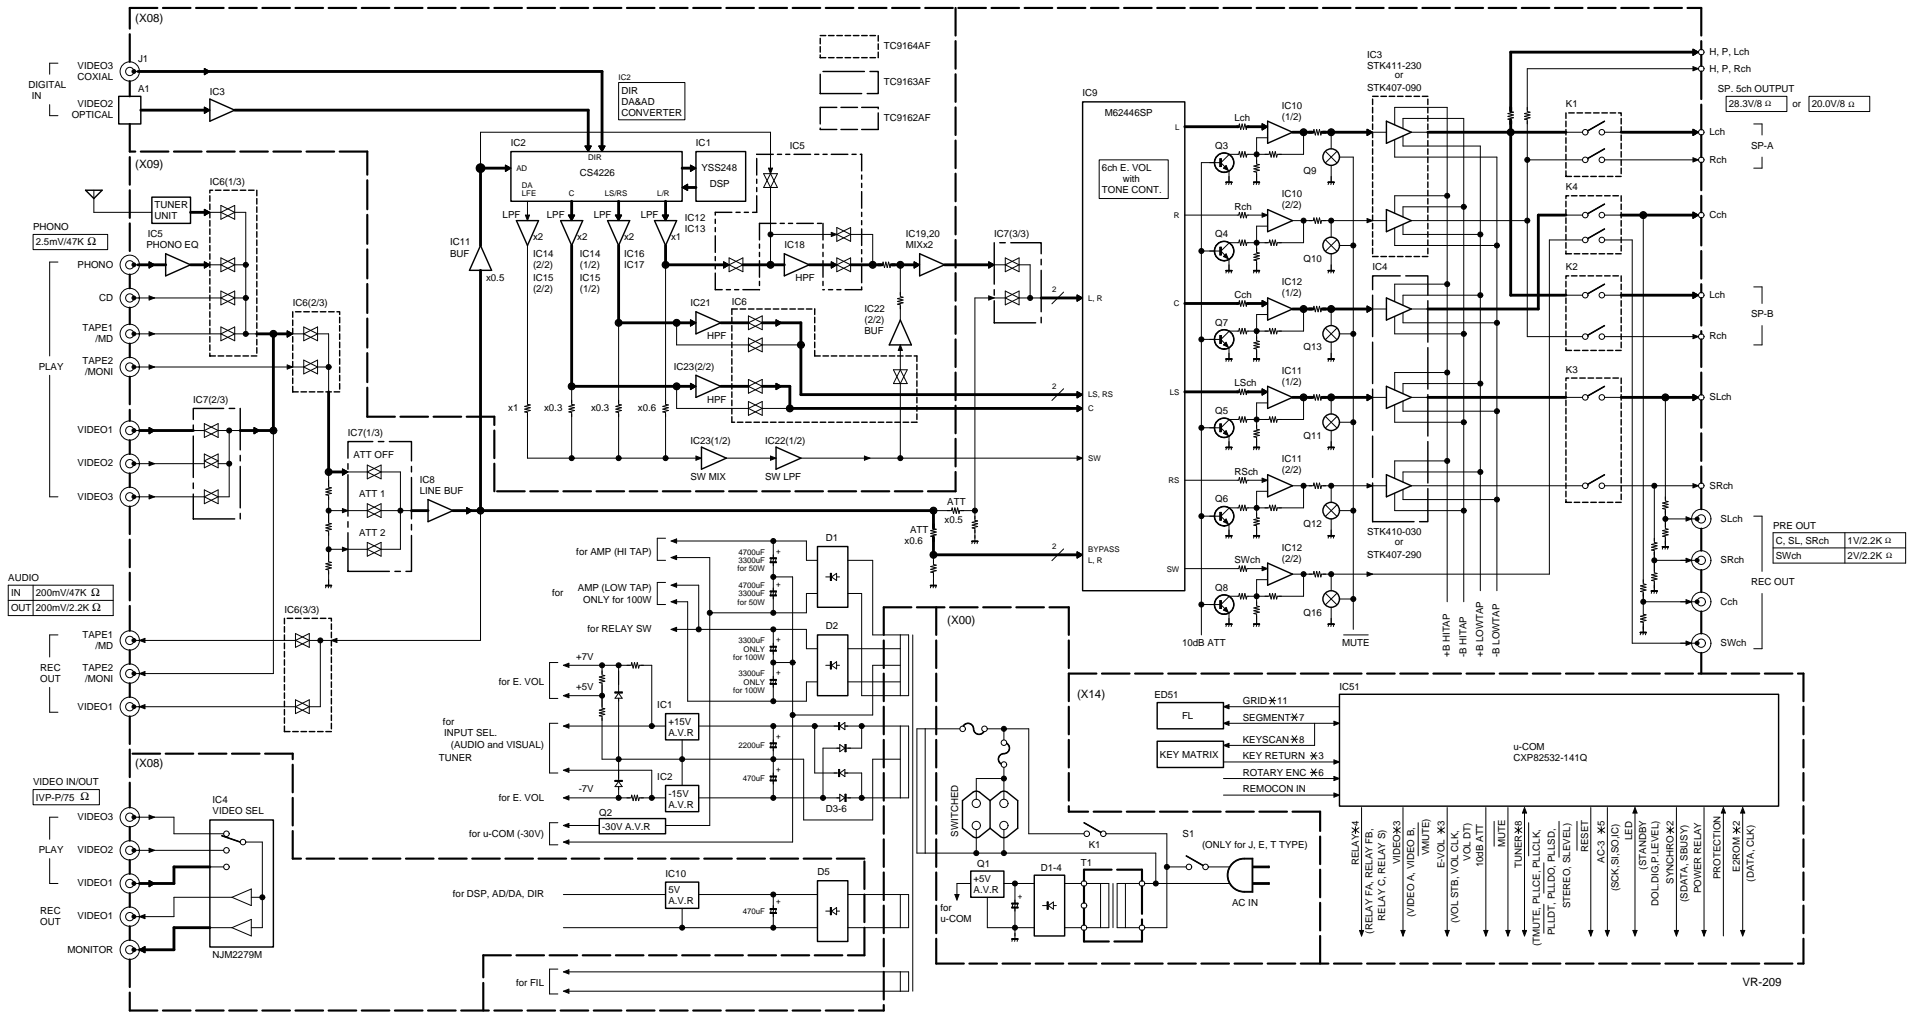 (X08)
TC9164AF
TC9163AF
TC9162AF
DIGITAL
IN
VIDEO3
COXIAL
J1
A1
VIDEO2
OPTICAL
IC3
IC2
DIR
DA&AD
CONVERTER
IC3
STK411-230
or
STK407-090
H, P, Lch
H, P, Rch
SP. 5ch OUTPUT
28.3V/8 Ω or 20.0V/8 Ω
(X09)
IC2
DIR
AD
CS4226
DA
LFE
C
LS/RS
L/R
IC1
YSS248
DSP
IC5
IC9
M62446SP
6ch E. VOL
with
TONE CONT.
L
R
C
LS
RS
SW
L, R
LS, RS
C
SW
BYPASS
L, R
2
2
2
Lch
IC10
(1/2)
Q3
Q9
Rch
IC10
(2/2)
Q4
Q10
Cch
IC12
(1/2)
Q7
Q13
LSch
IC11
(1/2)
Q5
Q11
RSch
IC11
(2/2)
Q6
Q12
SWch
IC12
(2/2)
Q8
Q16
10dB ATT
MUTE
IC4
STK410-030
or
STK407-290
+B HITAP
-B HITAP
+B LOWTAP
-B LOWTAP
K1
K4
K2
K3
Lch
SP-A
Rch
Cch
Lch
SP-B
Rch
SLch
SRch
SLch
SRch
Cch
SWch
PRE OUT
C, SL, SRch 1V/2.2K Ω
SWch 2V/2.2K Ω
REC OUT
TUNER
UNIT
IC6(1/3)
IC5
PHONO EQ
PHONO
2.5mV/47K Ω
PHONO
CD
TAPE1
/MD
TAPE2
/MONI
PLAY
VIDEO1
VIDEO2
VIDEO3
IC6(2/3)
IC7(2/3)
IC7(1/3)
ATT OFF
ATT 1
ATT 2
IC8
LINE BUF
IC11
BUF
x0.5
LPF
LPF
LPF
LPF
x2
x2
x2
x1
IC14
(2/2)
IC15
(2/2)
IC14
(1/2)
IC15
(1/2)
IC16
IC17
IC12
IC13
IC18
HPF
IC19,20
MIXx2
IC7(3/3)
IC21
HPF
IC6
IC22
(2/2)
BUF
IC23(2/2)
HPF
x1
x0.3
x0.3
x0.6
IC23(1/2)
SW MIX
IC22(1/2)
SW LPF
ATT
x0.5
ATT
x0.6
AUDIO
IN 200mV/47K Ω
OUT 200mV/2.2K Ω
IC6(3/3)
TAPE1
/MD
REC
OUT
TAPE2
/MONI
VIDEO1
for AMP (HI TAP)
for
AMP (LOW TAP)
ONLY for 100W
for RELAY SW
4700uF
3300uF
for 50W
4700uF
3300uF
for 50W
3300uF
ONLY
for 100W
3300uF
ONLY
for 100W
D1
D2
+7V
for E. VOL
+5V
for
INPUT SEL.
(AUDIO and VISUAL)
TUNER
-7V
for E. VOL
IC1
+15V
A.V.R
IC2
-15V
A.V.R
Q2
-30V A.V.R
for u-COM (-30V)
2200uF
470uF
D3-6
(X08)
VIDEO IN/OUT
IVP-P/75 Ω
IC4
VIDEO SEL
VIDEO3
PLAY
VIDEO2
VIDEO1
REC
OUT
VIDEO1
MONITOR
NJM2279M
for DSP, AD/DA, DIR
IC10
5V
A.V.R
470uF
D5
for FIL
(X00)
SWITCHED
K1
S1
(ONLY FOR J, E, T TYPE)
Q1
+5V
A.V.R
D1-4
T1
for
u-COM
AC IN
(X14)
ED51
FL
KEY MATRIX
GRID✕11
SEGMENT✕7
KEYSCAN✕8
KEY RETURN ✕3
ROTARY ENC ✕6
REMOCON IN
IC51
u-COM
CXP82532-141Q
RELAY✕4
(RELAY FA, RELAY FB,
RELAY C, RELAY S)
VIDEO✕3
(VIDEO A, VIDEO B,
VMUTE)
E-VOL ✕3
(VOL STB, VOL CLK,
VOL DT)
10dB ATT
MUTE
TUNER✕8
(TMUTE, PLLCE, PLLCLK,
PLLDT, PLLDO, PLLSD,
STEREO, SLEVEL)
RESET
AC-3 ✕5
(SCK,SI,SO,IC)
LED
(STANDBY
DOL.DIG,P.LEVEL)
SYNCHRO✕2
(SDATA, SBUSY)
POWER RELAY
PROTECTION
E2ROM✕2
(DATA, CLK)
VR-209